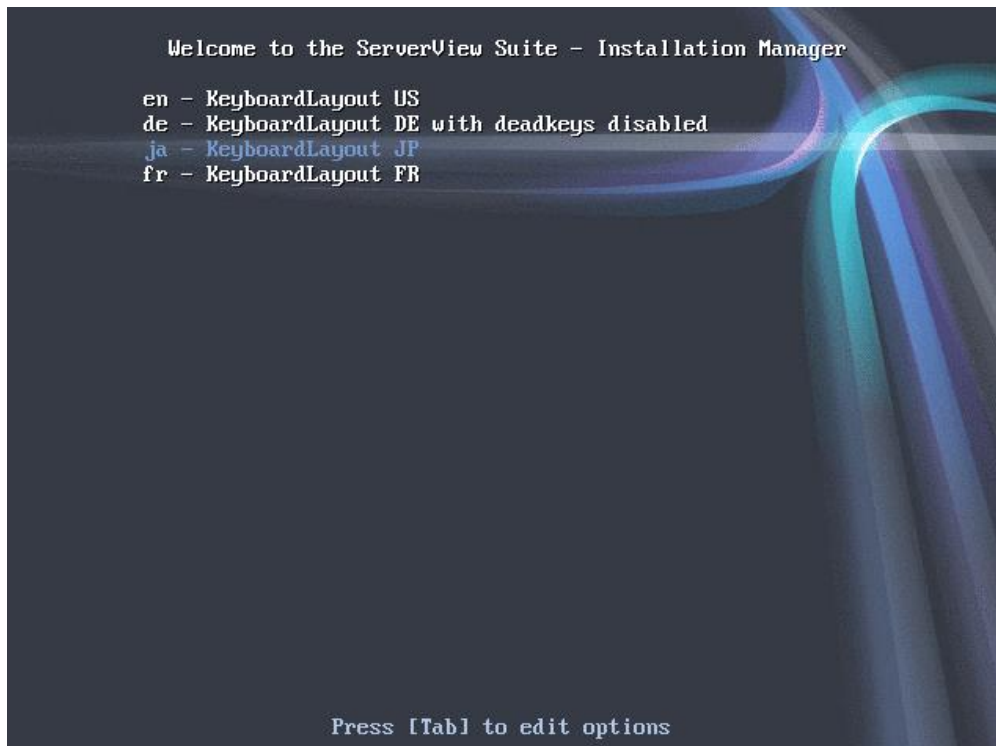 Welcome to the ServerView Suite - Installation Manager
en - KeyboardLayout US
de - KeyboardLayout DE with deadkeys disabled
ja - KeyboardLayout JP
fr - KeyboardLayout FR
Press [Tab] to edit options